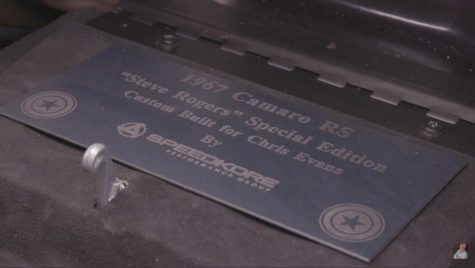 1967 Camaro RS
"Steve Rogers" Special Edition
Custom Built for Chris Evans
By
SPEEDKORE
PERFORMANCE GROUP